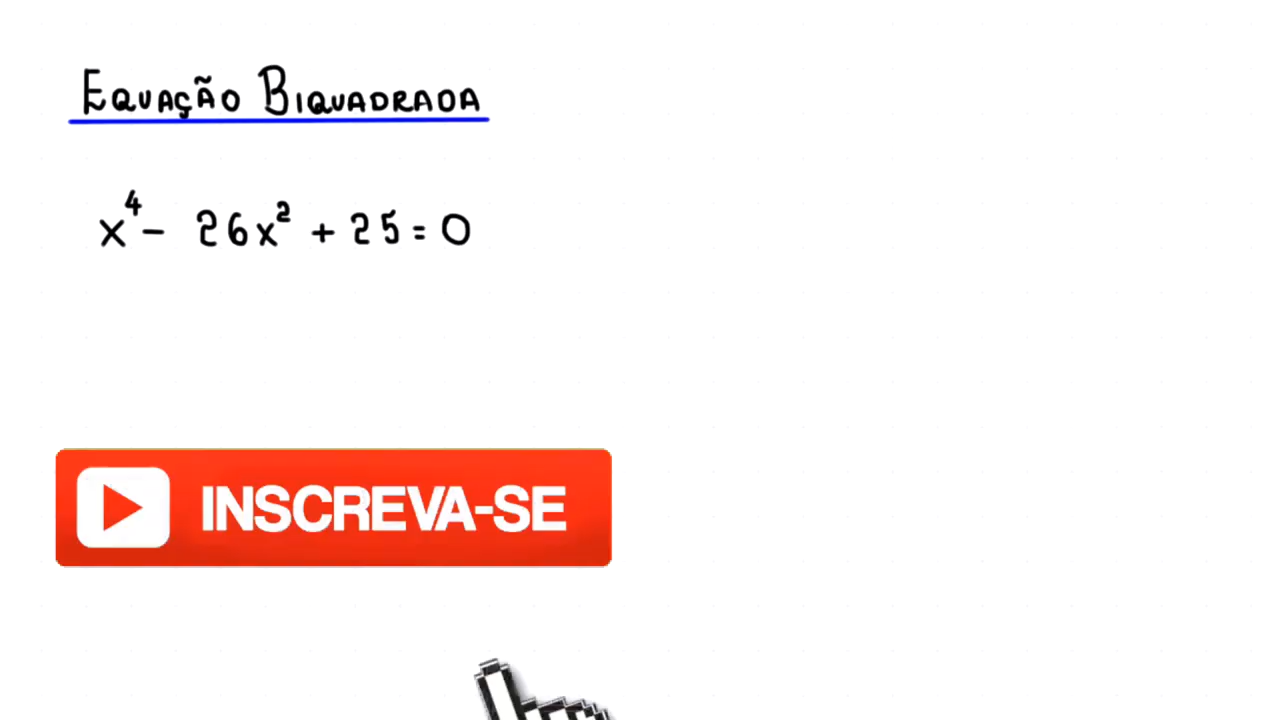 EQUAÇÃO BIQUADRADA
x⁴ - 26x² + 25 = 0
INSCREVA-SE